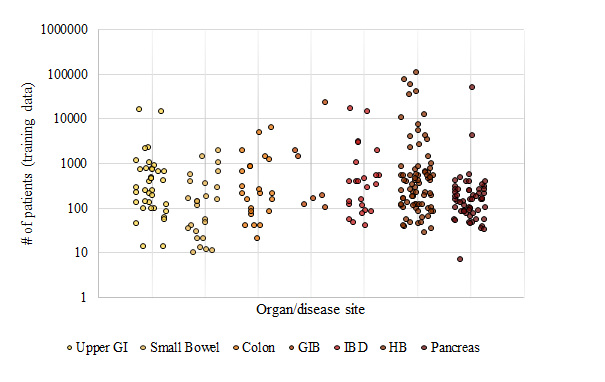 1000000
100000
10000
1000
100
10
1
# of patients (training data)
Organ/disease site
Upper GI Small Bowel Colon GIB IBD HB Pancreas